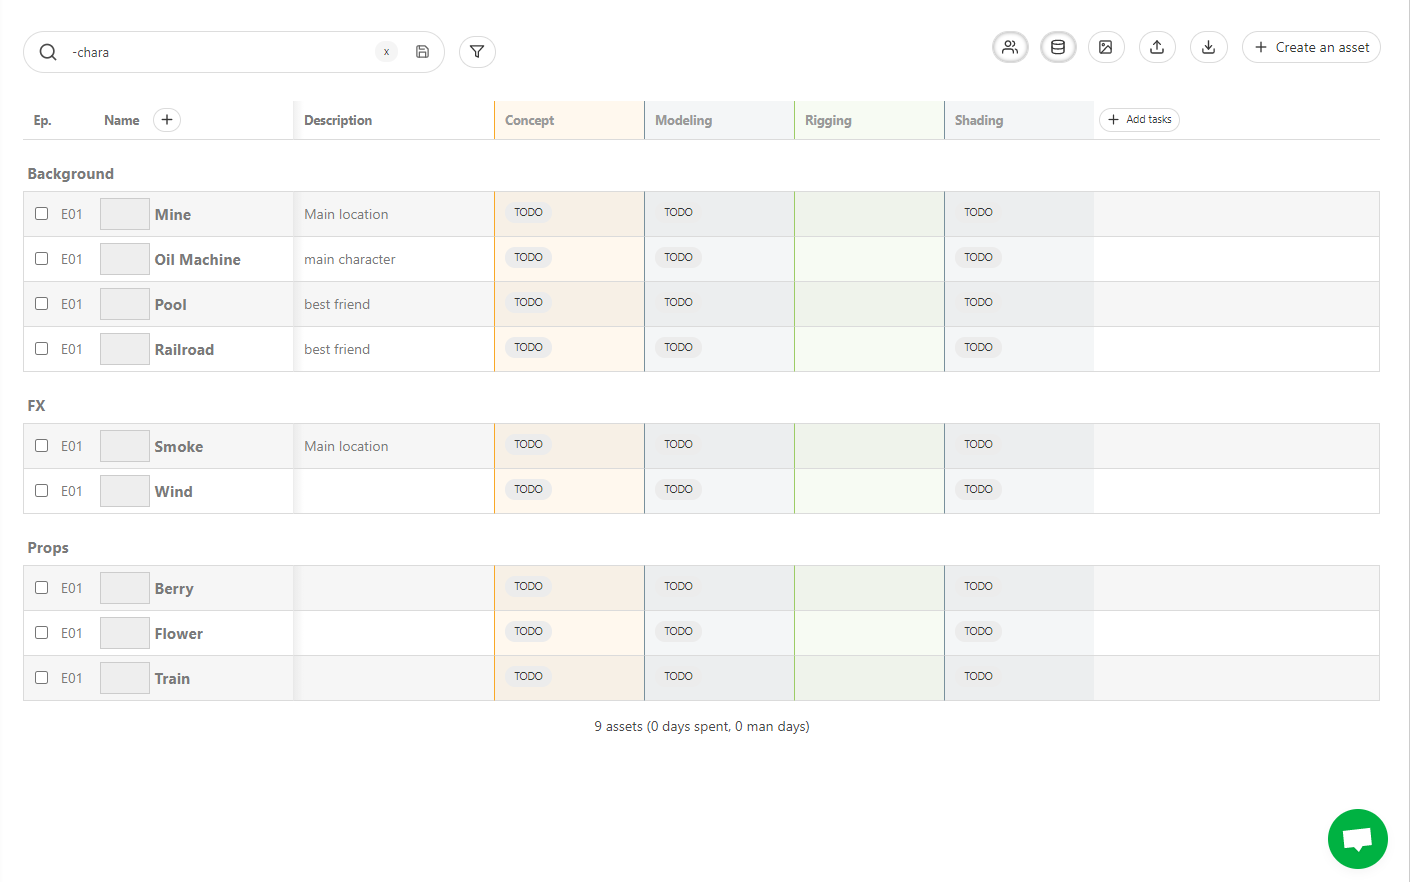 -chara x
Create an asset
Ep. Name Description Concept Modeling Rigging Shading Add tasks
Background
E01 Mine Main location TODO TODO TODO
E01 Oil Machine main character TODO TODO TODO
E01 Pool best friend TODO TODO TODO
E01 Railroad best friend TODO TODO TODO
FX
E01 Smoke Main location TODO TODO TODO
E01 Wind TODO TODO TODO
Props
E01 Berry TODO TODO TODO
E01 Flower TODO TODO TODO
E01 Train TODO TODO TODO
9 assets (0 days spent, 0 man days)